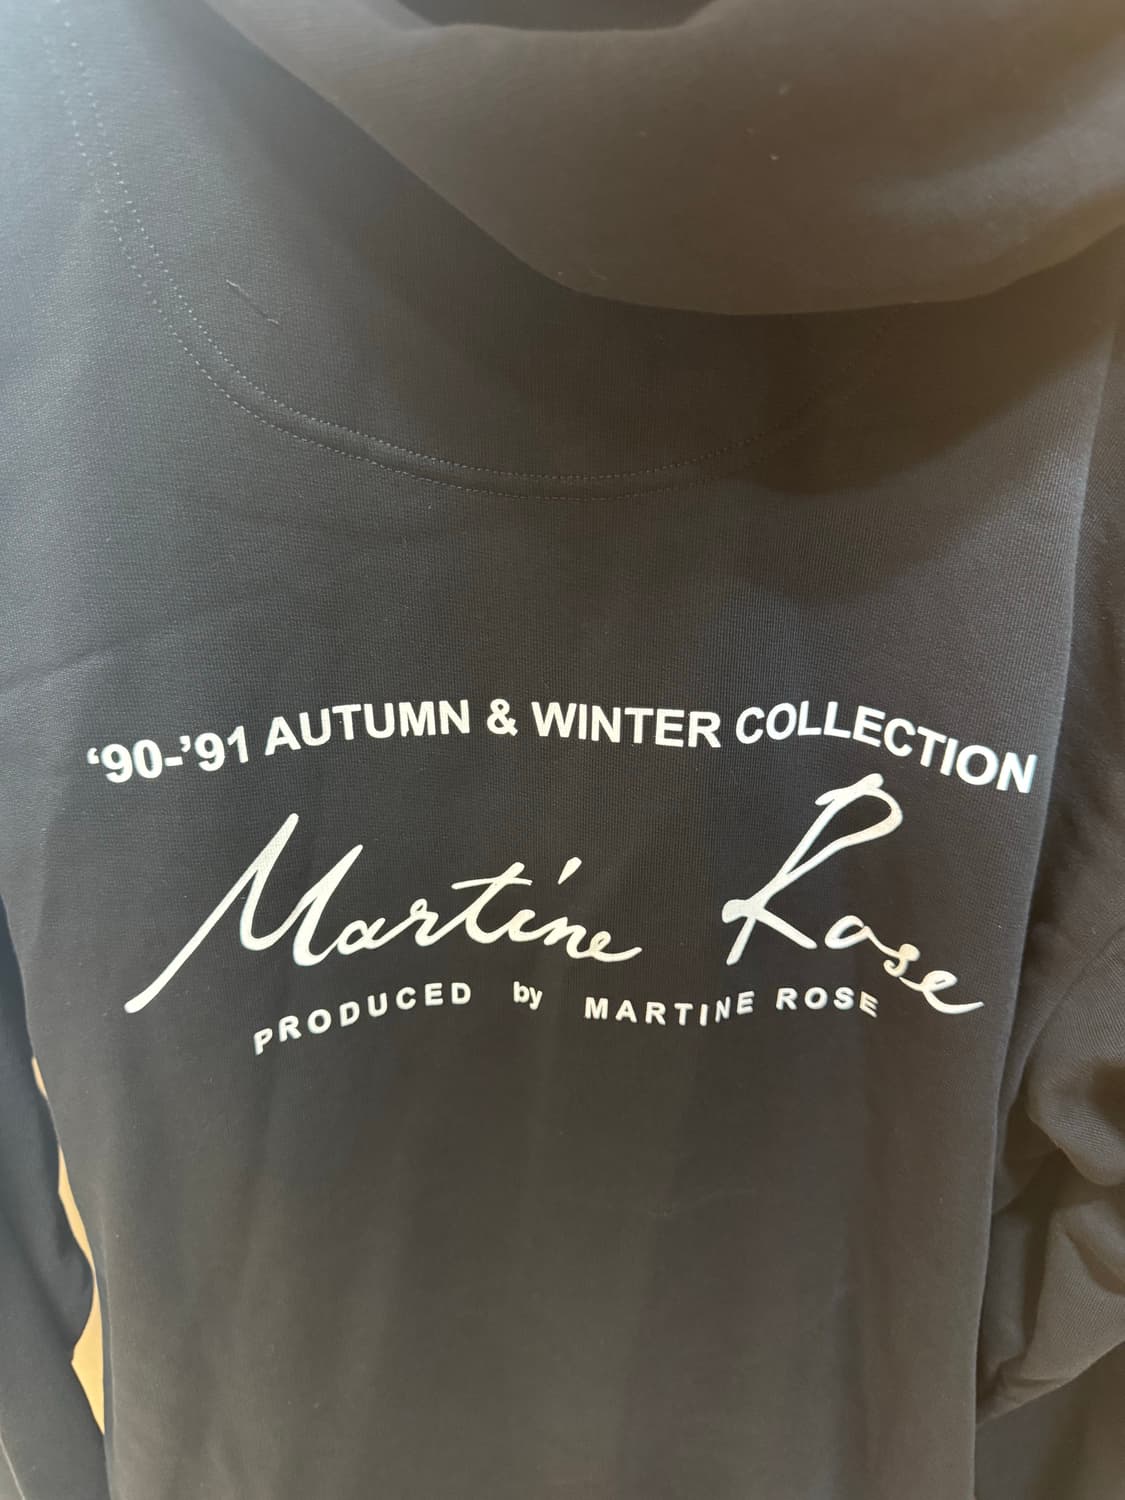 ‘90-’91 AUTUMN & WINTER COLLECTION
Martine Rose
PRODUCED by MARTINE ROSE